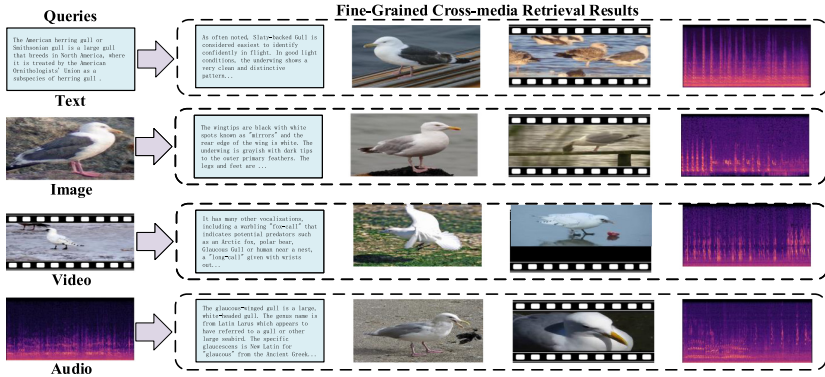 Queries
Fine-Grained Cross-media Retrieval Results
The American herring gull or
Smithsonian gull is a large gull
that breeds in North America, where
it is treated by the American
Ornithologists' Union as a
subspecies of herring gull .
Text
As often noted, Slaty-backed Gull is
considered easiest to identify
confidently in flight. In good light
conditions, the underwing shows a
very clean and distinctive
pattern...
Image
The wingtips are black with white
spots known as "mirrors" and the
rear edge of the wing is white. The
underwing is grayish with dark tips
to the outer primary feathers. The
legs and feet are ...
Video
It has many other vocalizations,
including a warbling "fox-call" that
indicates potential predators such
as an Arctic fox, polar bear,
Glaucous Gull or human near a nest,
a "long-call" given with wrists
out...
Audio
The glaucous-winged gull is a large,
white-headed gull. The genus name is
from Latin Larus which appears to
have referred to a gull or other
large seabird. The specific
glaucescens is New Latin for
"glaucous" from the Ancient Greek...